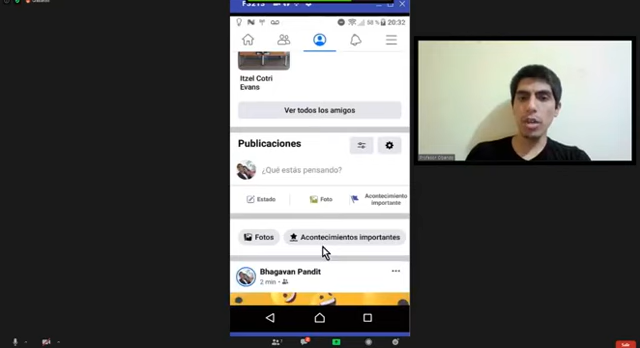 58 %
20:32
Itzel Cotri
Evans
Ver todos los amigos
Publicaciones
¿Qué estás pensando?
Estado
Foto
Acontecimiento
importante
Fotos
Acontecimientos importantes
Bhagavan Pandit
2 min
Salir